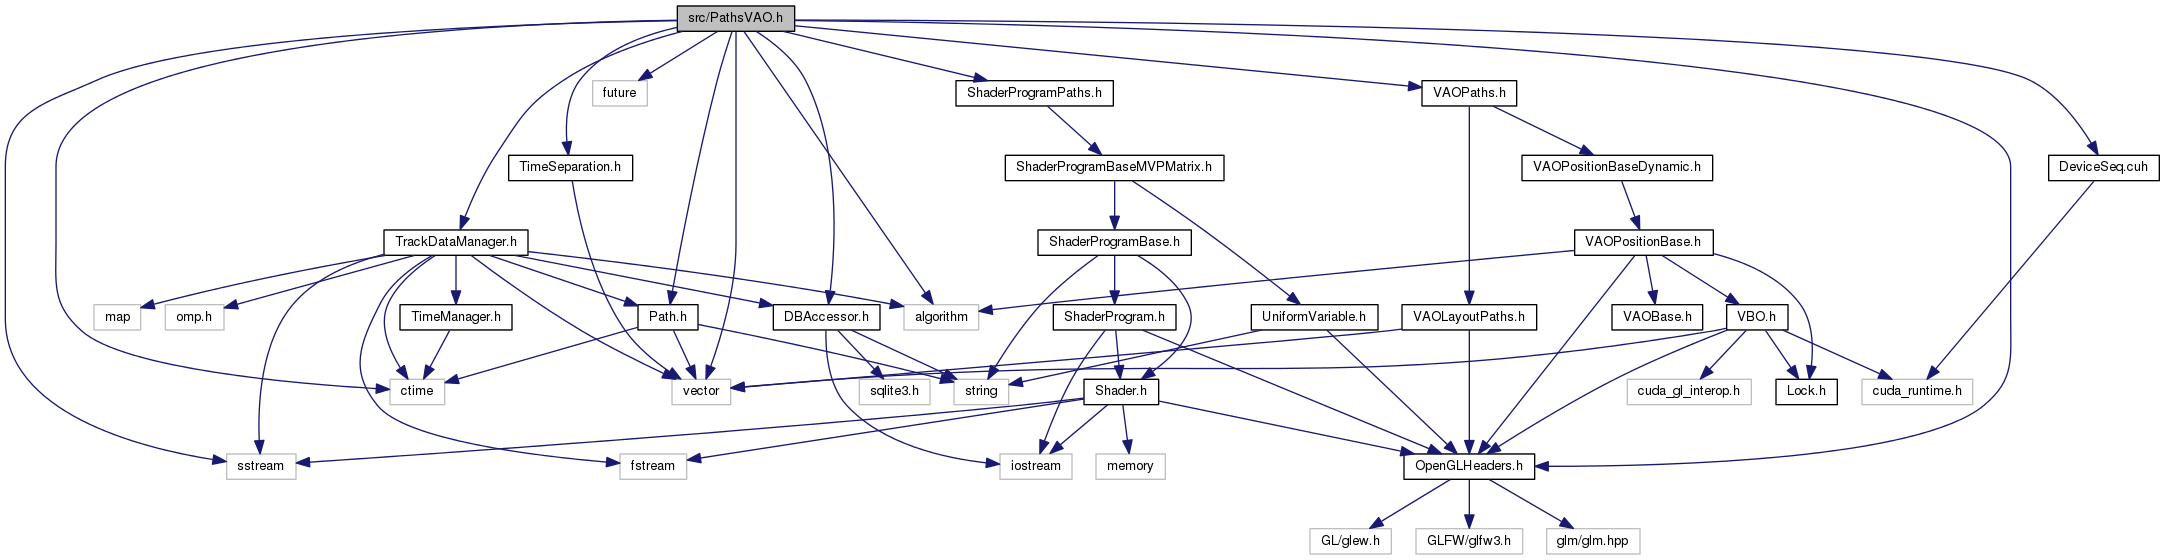 src/PathsVAO.h
future
ShaderProgramPaths.h
VAOPaths.h
TimeSeparation.h
ShaderProgramBaseMVPMatrix.h
VAOPositionBaseDynamic.h
DeviceSeq.cuh
TrackDataManager.h
ShaderProgramBase.h
VAOPositionBase.h
map
omp.h
TimeManager.h
Path.h
DBAccessor.h
algorithm
ShaderProgram.h
UniformVariable.h
VAOLayoutPaths.h
VAOBase.h
VBO.h
ctime
vector
sqlite3.h
string
Shader.h
cuda_gl_interop.h
Lock.h
cuda_runtime.h
sstream
fstream
iostream
memory
OpenGLHeaders.h
GL/glew.h
GLFW/glfw3.h
glm/glm.hpp